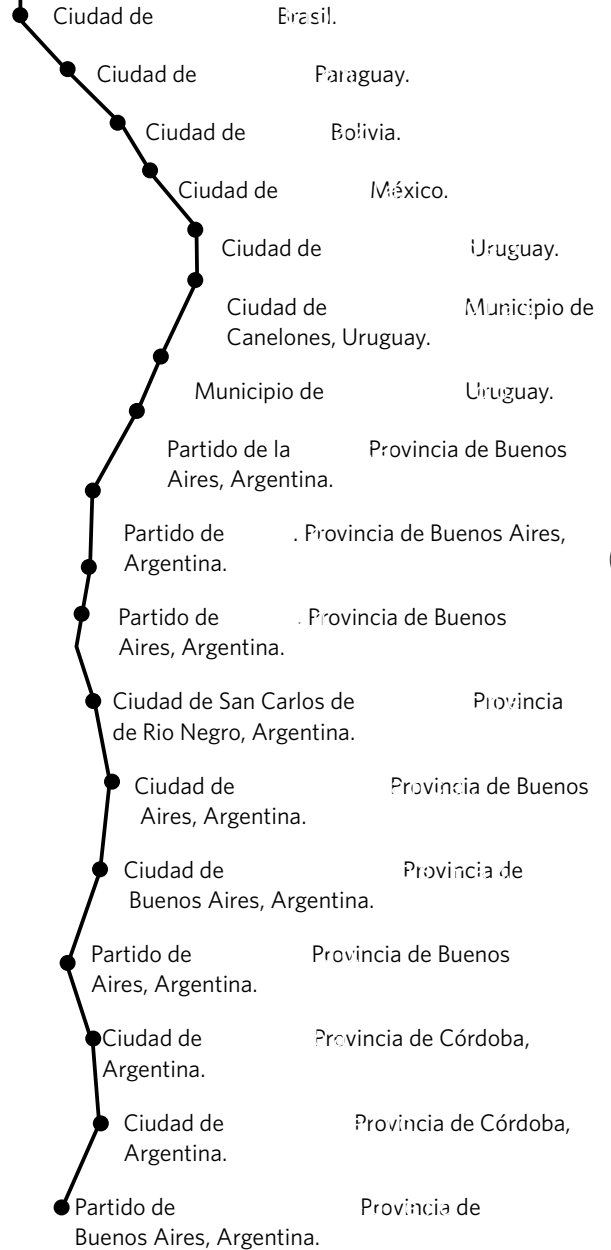 Ciudad de Brasil.
Ciudad de Paraguay.
Ciudad de Bolivia.
Ciudad de México.
Ciudad de Uruguay.
Ciudad de Municipio de
Canelones, Uruguay.
Municipio de Uruguay.
Partido de la Provincia de Buenos
Aires, Argentina.
Partido de . Provincia de Buenos Aires,
Argentina.
Partido de . Provincia de Buenos
Aires, Argentina.
Ciudad de San Carlos de Provincia
de Rio Negro, Argentina.
Ciudad de Provincia de Buenos
Aires, Argentina.
Ciudad de Provincia de
Buenos Aires, Argentina.
Partido de Provincia de Buenos
Aires, Argentina.
Ciudad de Provincia de Córdoba,
Argentina.
Ciudad de Provincia de Córdoba,
Argentina.
Partido de Provincia de
Buenos Aires, Argentina.